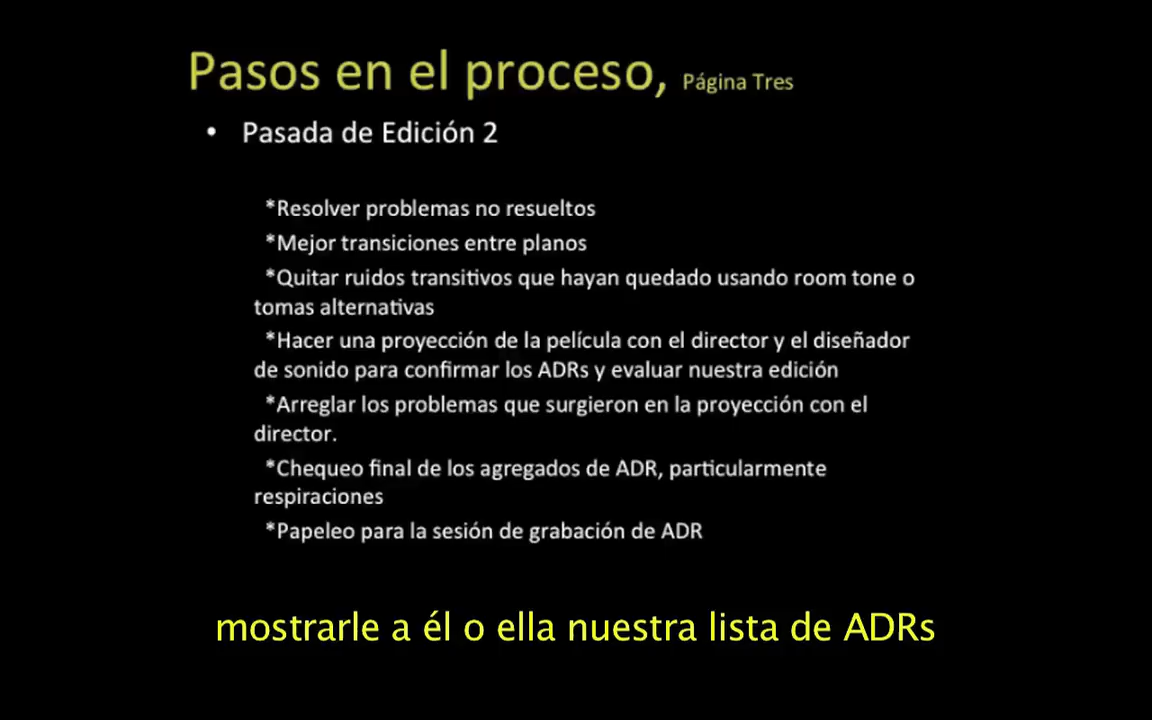 Pasos en el proceso, Página Tres
• Pasada de Edición 2
*Resolver problemas no resueltos
*Mejor transiciones entre planos
*Quitar ruidos transitivos que hayan quedado usando room tone o
tomas alternativas
*Hacer una proyección de la película con el director y el diseñador
de sonido para confirmar los ADRs y evaluar nuestra edición
*Arreglar los problemas que surgieron en la proyección con el
director.
*Chequeo final de los agregados de ADR, particularmente
respiraciones
*Papeleo para la sesión de grabación de ADR
mostrarle a él o ella nuestra lista de ADRs